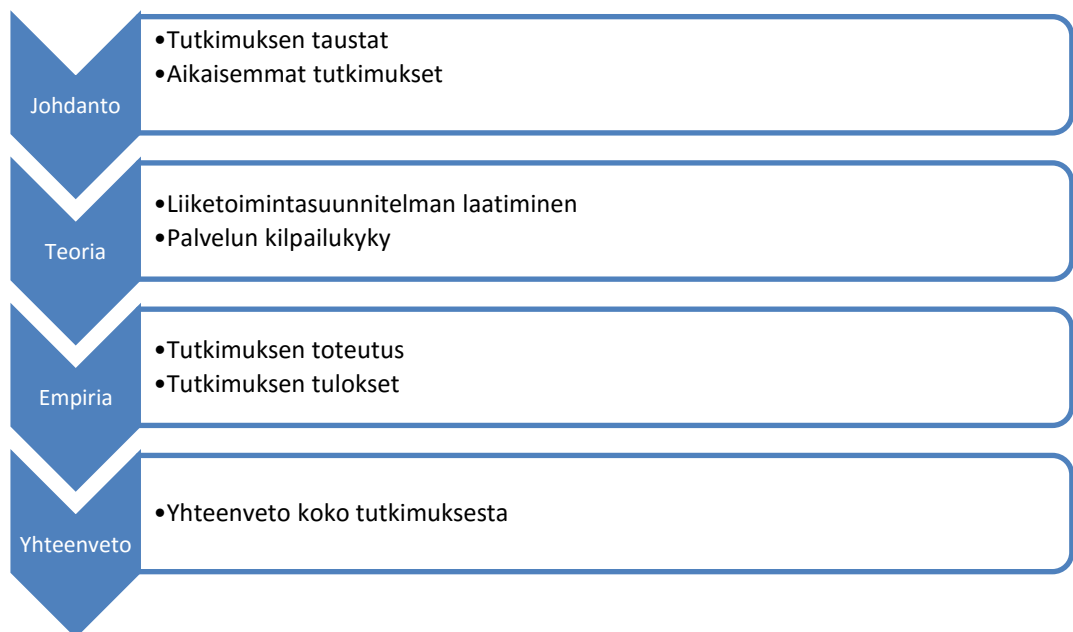 Johdanto
•Tutkimuksen taustat
•Aikaisemmat tutkimukset
Teoria
•Liiketoimintasuunnitelman laatiminen
•Palvelun kilpailukyky
Empiria
•Tutkimuksen toteutus
•Tutkimuksen tulokset
Yhteenveto
•Yhteenveto koko tutkimuksesta